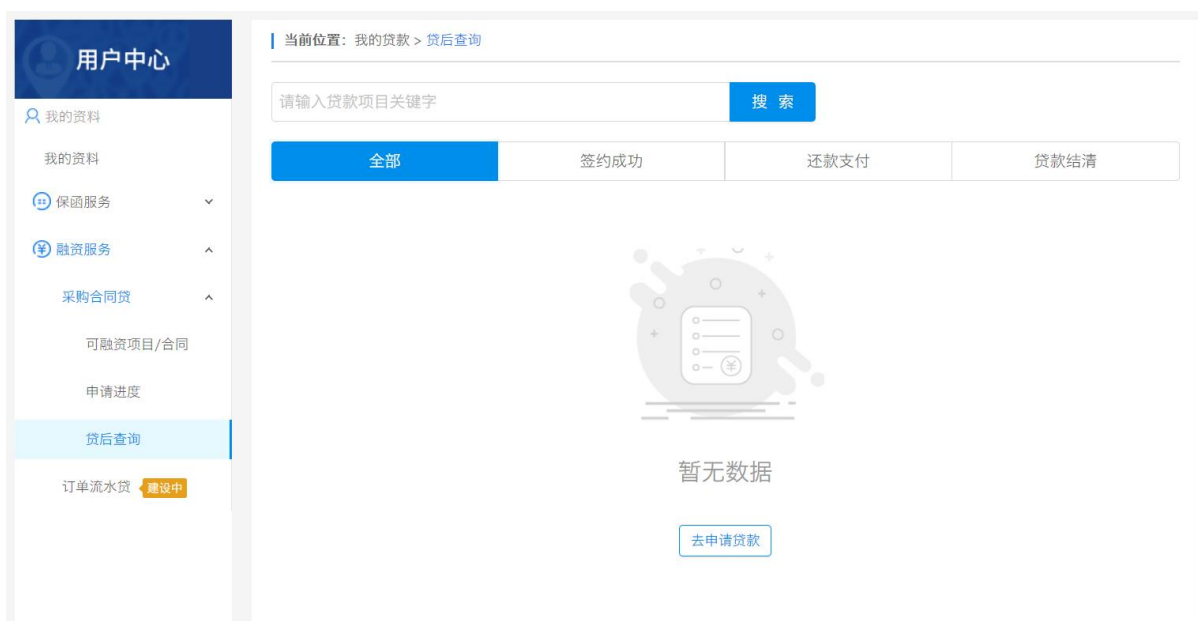 用户中心
我的资料
我的资料
保函服务
融资服务
采购合同贷
可融资项目/合同
申请进度
贷后查询
订单流水贷 建设中
当前位置：我的贷款 > 贷后查询
请输入贷款项目关键字
搜 索
全部 签约成功 还款支付 贷款结清
¥
暂无数据
去申请贷款